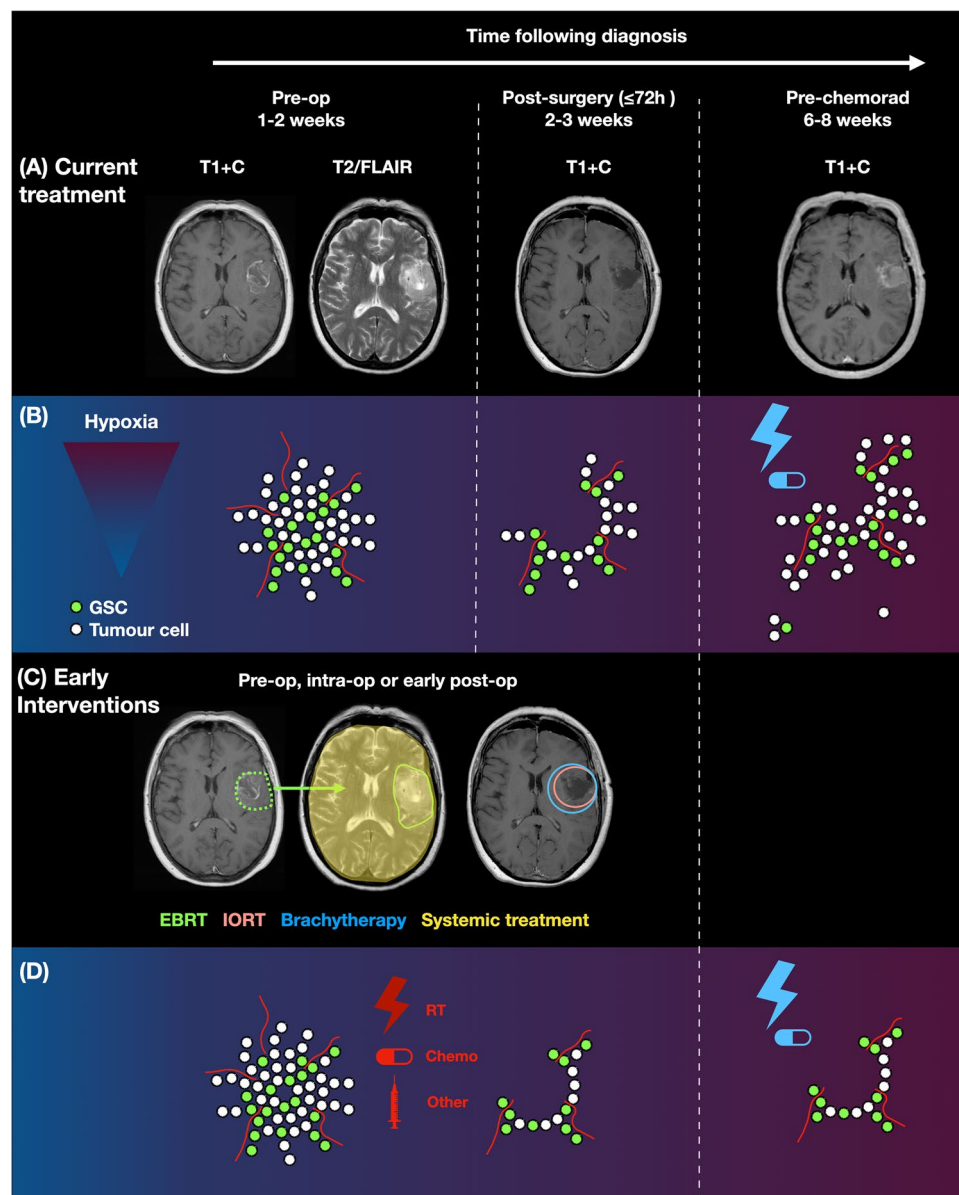 Time following diagnosis
Pre-op
1-2 weeks
Post-surgery (≤72h )
2-3 weeks
Pre-chemorad
6-8 weeks
(A) Current
treatment
T1+C
T2/FLAIR
T1+C
T1+C
(B)
Hypoxia
GSC
Tumour cell
(C) Early
Interventions
Pre-op, intra-op or early post-op
EBRT IORT Brachytherapy Systemic treatment
(D)
RT
Chemo
Other